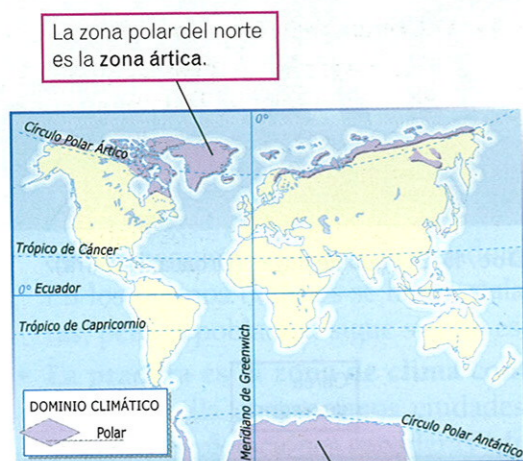 La zona polar del norte
es la zona ártica.
0°
Círculo Polar Ártico
Trópico de Cáncer
0° Ecuador
Trópico de Capricornio
Meridiano de Greenwich
DOMINIO CLIMÁTICO
Polar
Círculo Polar Antártico